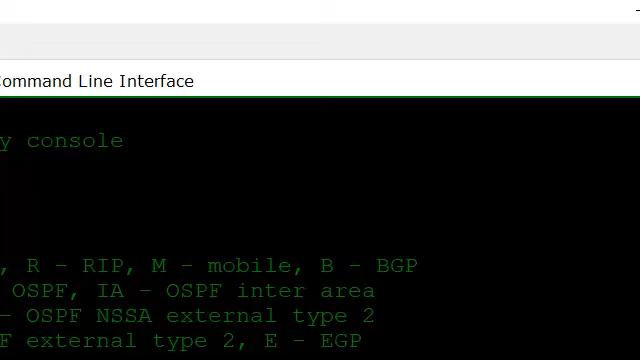 ommand Line Interface
y console
, R - RIP, M - mobile, B - BGP
OSPF, IA - OSPF inter area
- OSPF NSSA external type 2
F external type 2, E - EGP